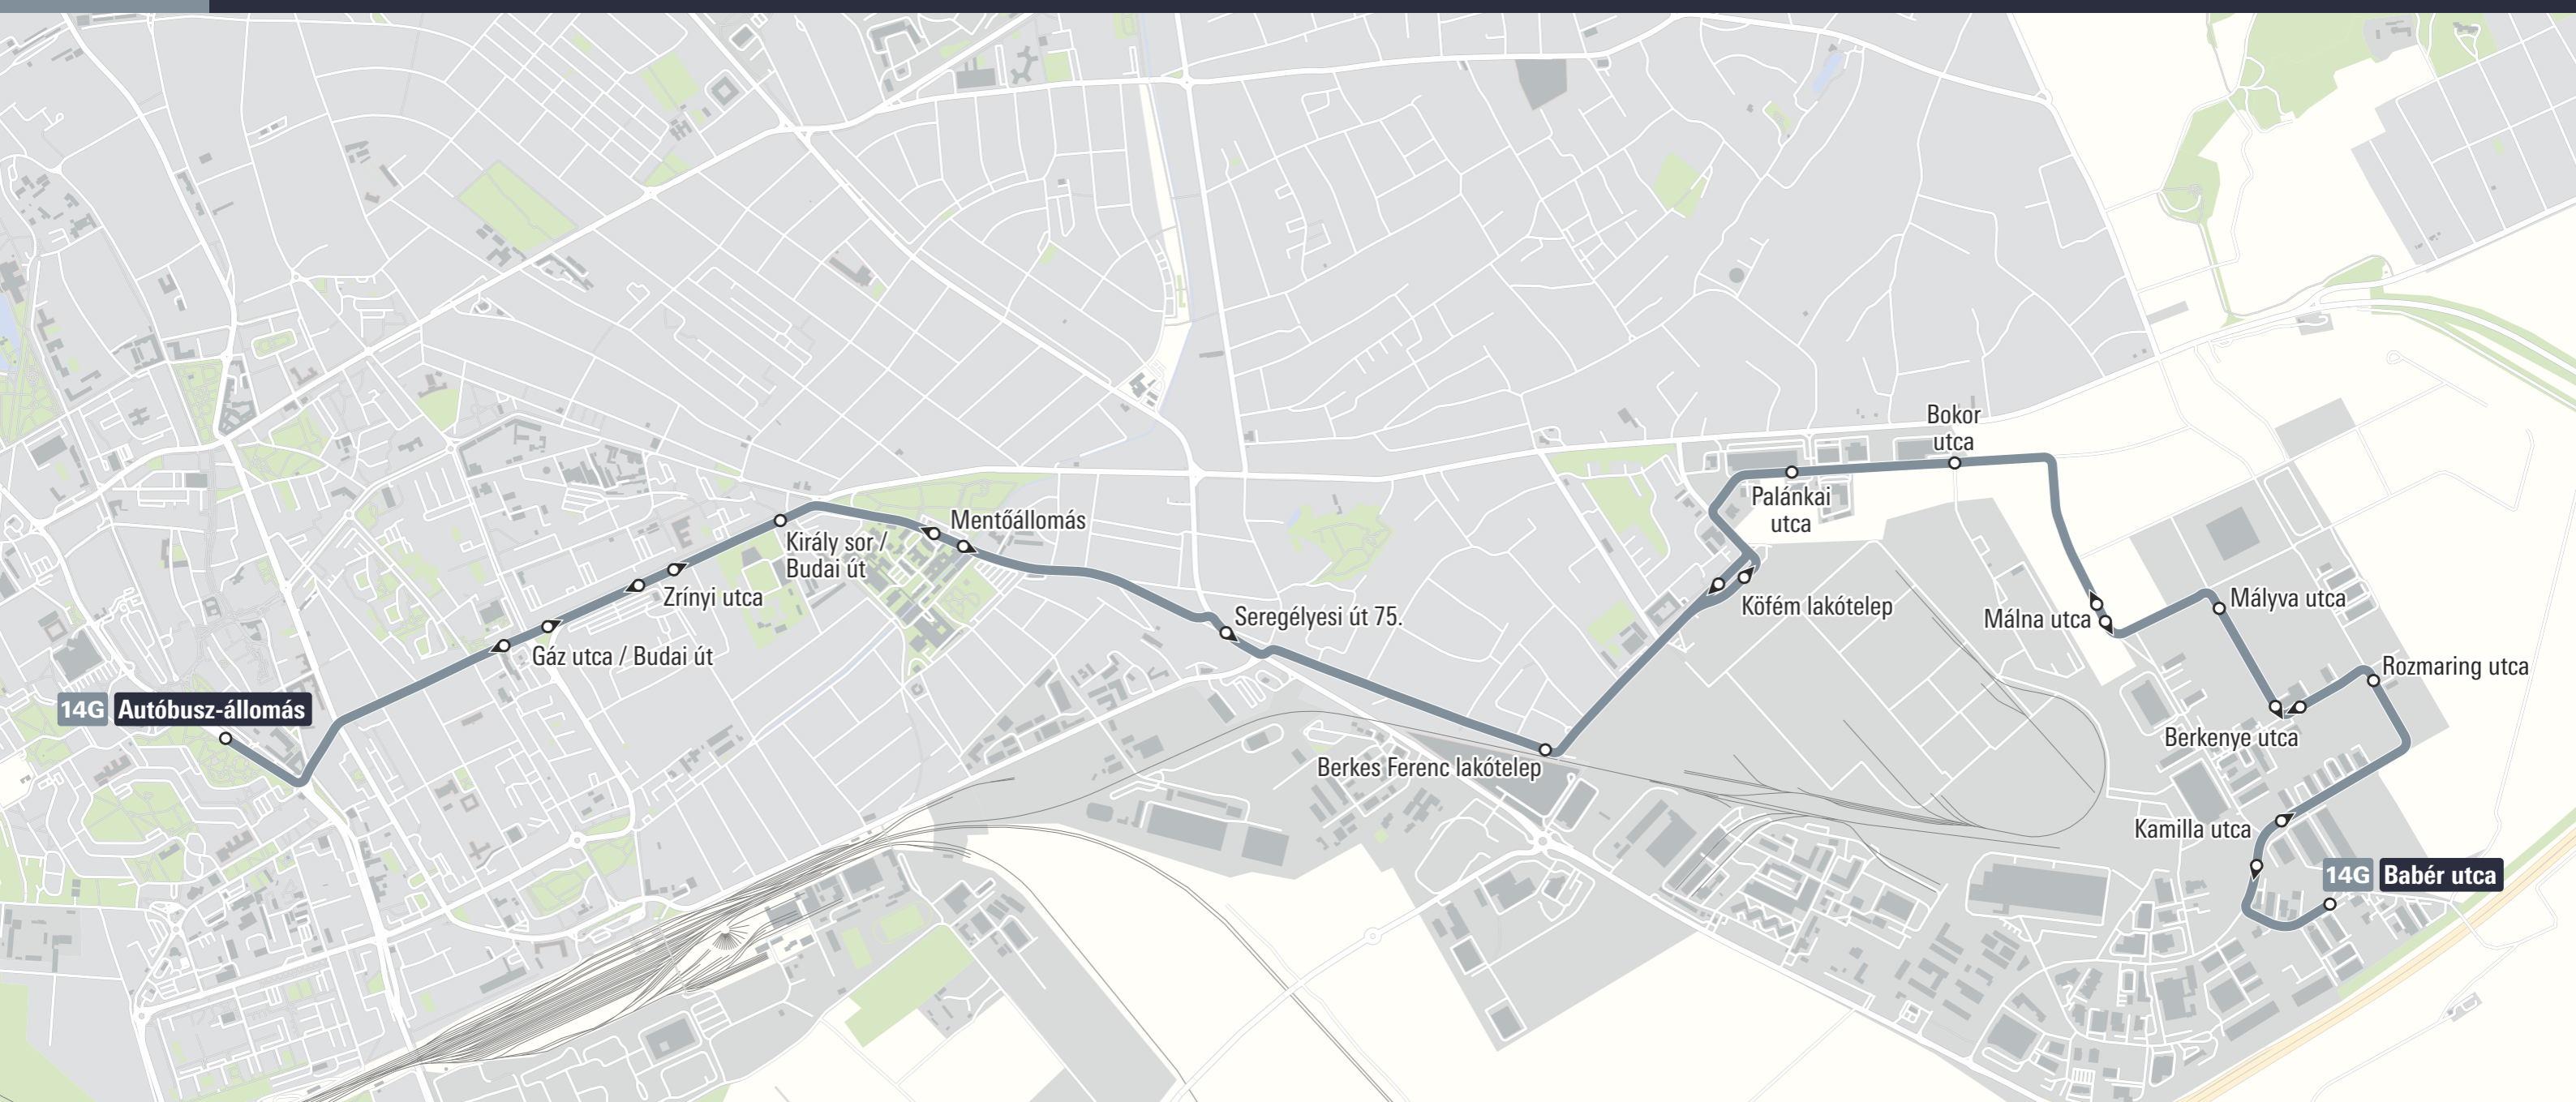 Bokor
utca
Palánkai
utca
Mentőállomás
Király sor /
Budai út
Zrínyi utca
Gáz utca / Budai út
Seregélyesi út 75.
Köfém lakótelep
Málna utca
Mályva utca
Rozmaring utca
14G Autóbusz-állomás
Berkenye utca
Berkes Ferenc lakótelep
Kamilla utca
14G Babér utca